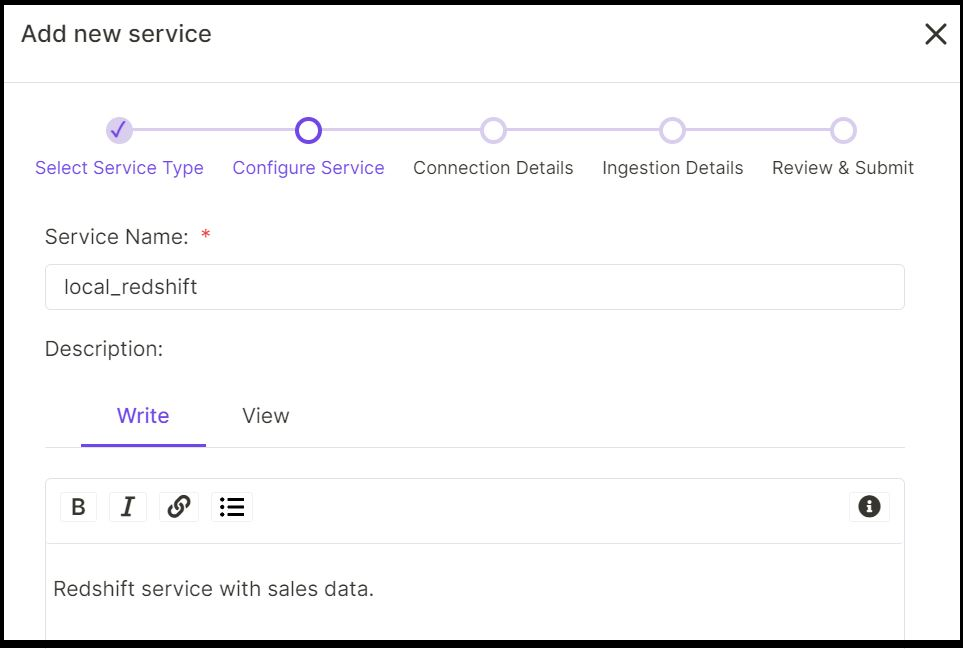 Add new service
Select Service Type Configure Service Connection Details Ingestion Details Review & Submit
Service Name: *
local_redshift
Description:
Write View
B I
Redshift service with sales data.